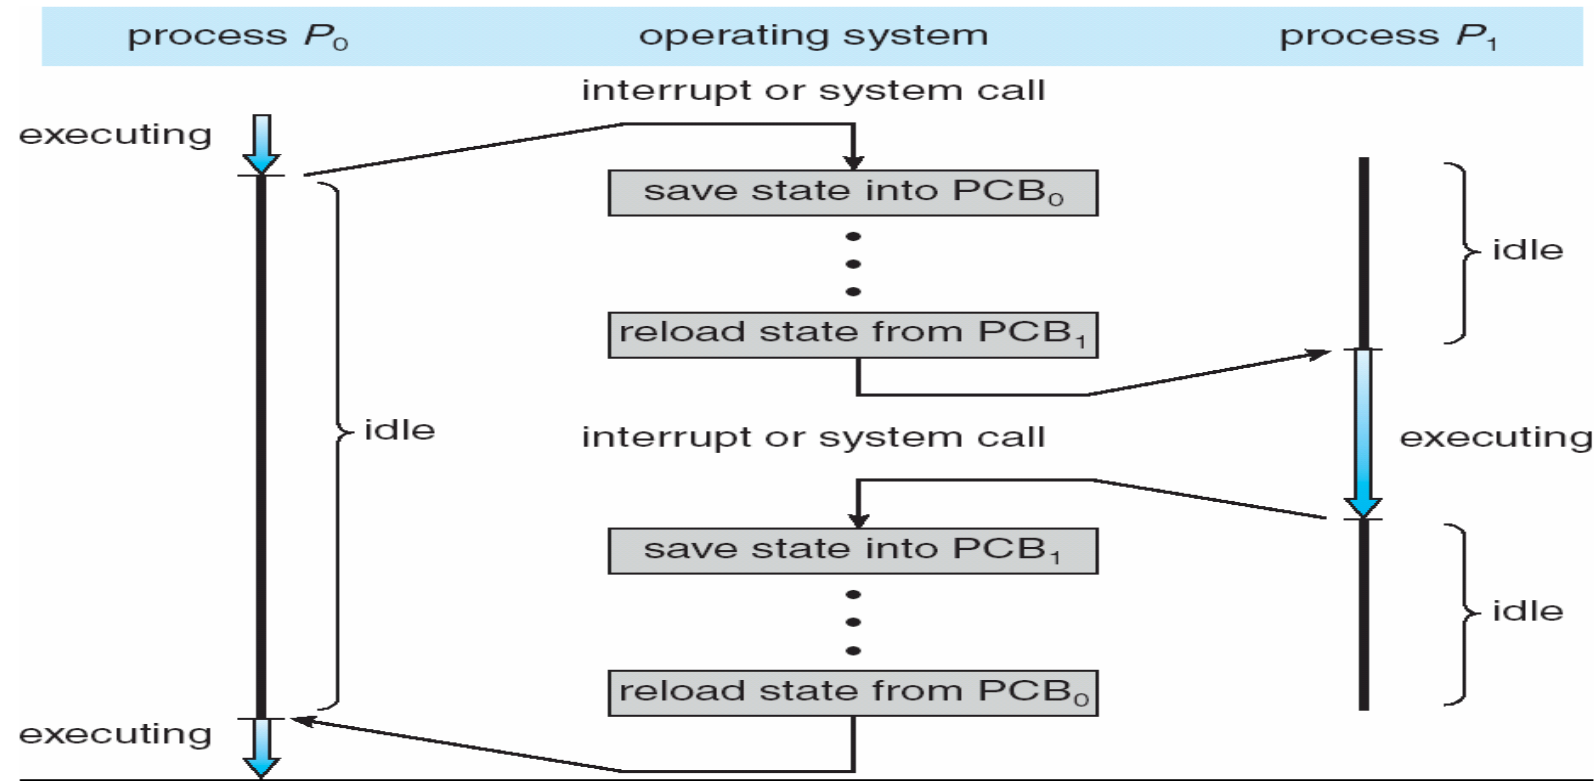 process P₀ operating system process P₁
interrupt or system call
executing
save state into PCB₀
idle
reload state from PCB₁
idle
interrupt or system call
executing
save state into PCB₁
idle
reload state from PCB₀
executing